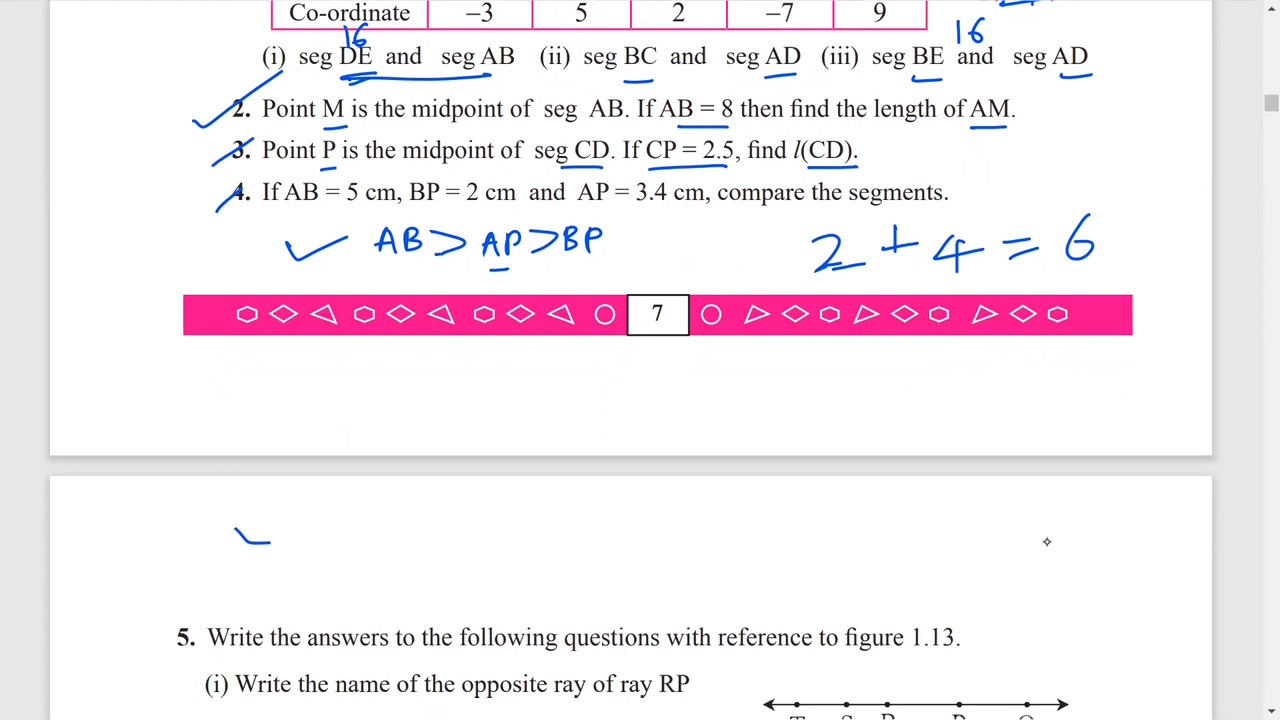 Co-ordinate −3 5 2 −7 9
16 16
(i) seg DE and seg AB (ii) seg BC and seg AD (iii) seg BE and seg AD
2. Point M is the midpoint of seg AB. If AB = 8 then find the length of AM.
3. Point P is the midpoint of seg CD. If CP = 2.5, find l(CD).
4. If AB = 5 cm, BP = 2 cm and AP = 3.4 cm, compare the segments.
AB > AP > BP 2 + 4 = 6
7
5. Write the answers to the following questions with reference to figure 1.13.
(i) Write the name of the opposite ray of ray RP